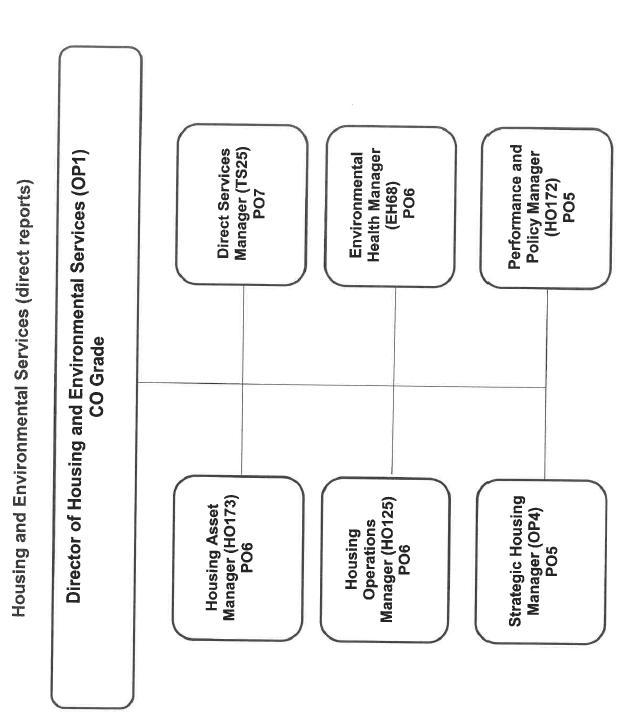 Housing and Environmental Services (direct reports)
Director of Housing and Environmental Services (OP1)
CO Grade
Housing Asset
Manager (HO173)
PO6
Direct Services
Manager (TS25)
PO7
Housing
Operations
Manager (HO125)
PO6
Environmental
Health Manager
(EH68)
PO6
Strategic Housing
Manager (OP4)
PO5
Performance and
Policy Manager
(HO172)
PO5